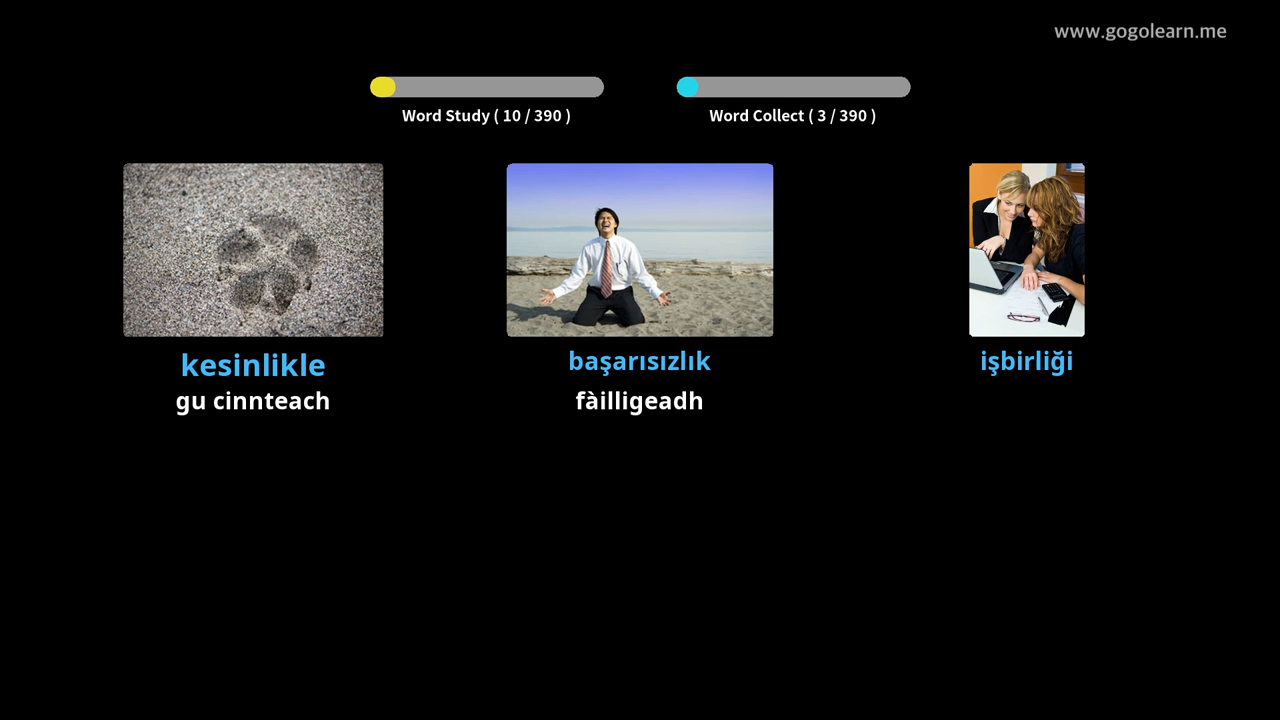 www.gogolearn.me
Word Study ( 10 / 390 )
Word Collect ( 3 / 390 )
kesinlikle
gu cinnteach
başarısızlık
fàilligeadh
işbirliği